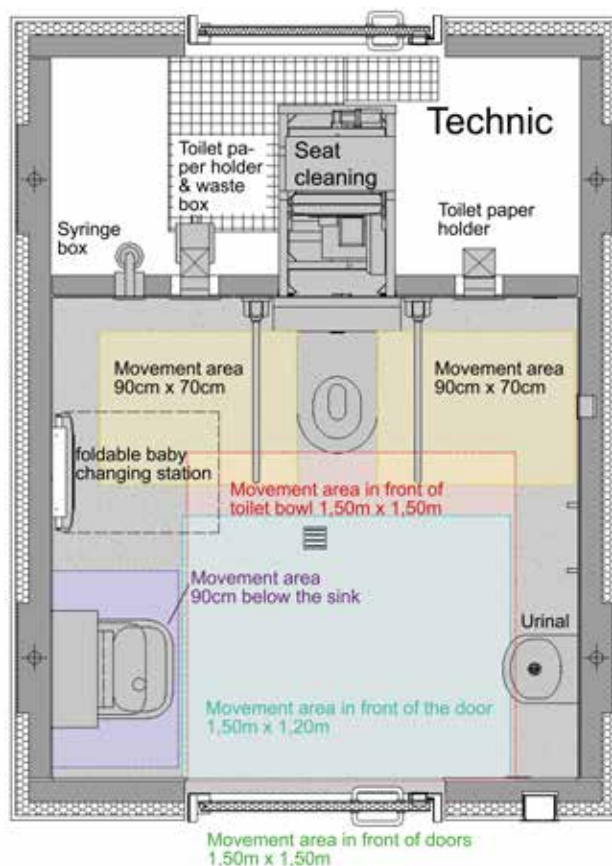 Technic
Toilet pa-
per holder
& waste
box
Seat
cleaning
Syringe
box
Toilet paper
holder
Movement area
90cm x 70cm
Movement area
90cm x 70cm
foldable baby
changing station
Movement area in front of
toilet bowl 1,50m x 1,50m
Movement area
90cm below the sink
Urinal
Movement area in front of the door
1,50m x 1,20m
Movement area in front of doors
1,50m x 1,50m